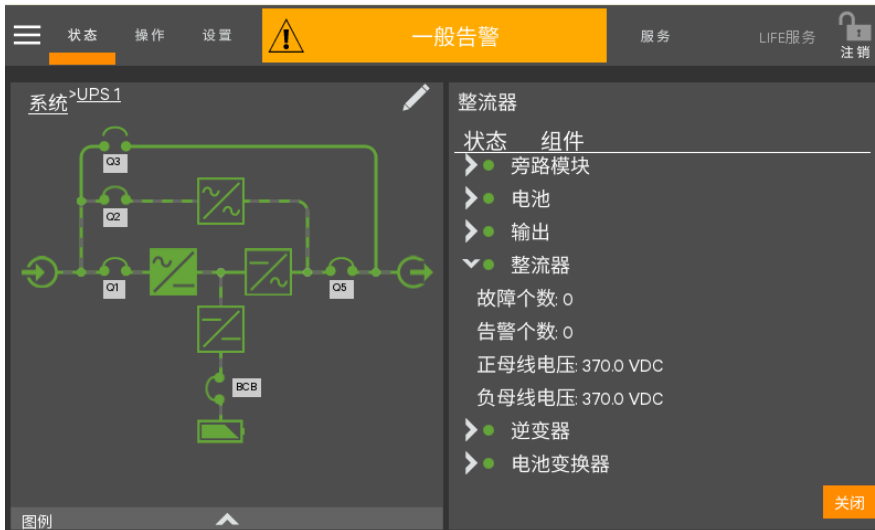 状态 操作 设置 一般告警 服务 LIFE服务 注销
系统>UPS 1
Q3
Q2
Q1
Q5
BCB
图例
整流器
状态 组件
旁路模块
电池
输出
整流器
故障个数: 0
告警个数: 0
正母线电压: 370.0 VDC
负母线电压: 370.0 VDC
逆变器
电池变换器
关闭